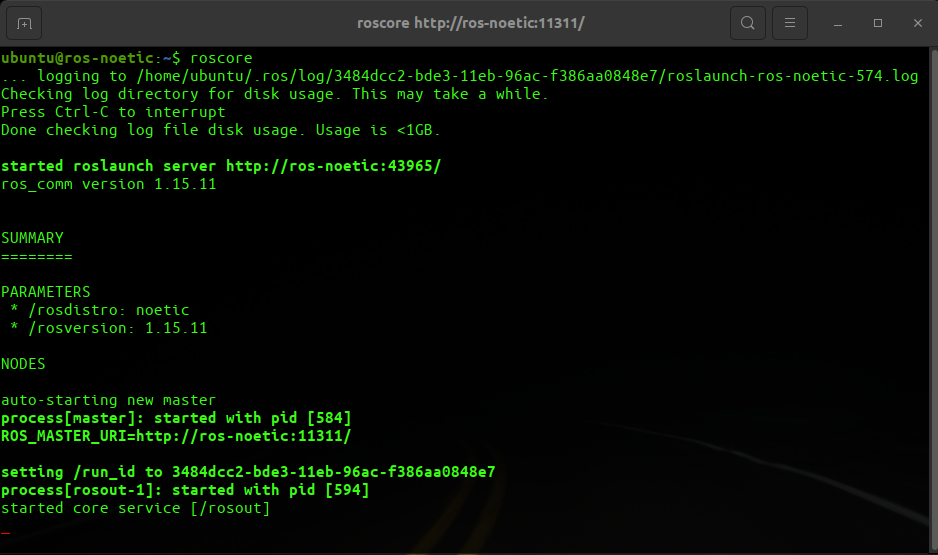 roscore http://ros-noetic:11311/
ubuntu@ros-noetic:~$ roscore
... logging to /home/ubuntu/.ros/log/3484dcc2-bde3-11eb-96ac-f386aa0848e7/roslaunch-ros-noetic-574.log
Checking log directory for disk usage. This may take a while.
Press Ctrl-C to interrupt
Done checking log file disk usage. Usage is <1GB.
started roslaunch server http://ros-noetic:43965/
ros_comm version 1.15.11
SUMMARY
========
PARAMETERS
* /rosdistro: noetic
* /rosversion: 1.15.11
NODES
auto-starting new master
process[master]: started with pid [584]
ROS_MASTER_URI=http://ros-noetic:11311/
setting /run_id to 3484dcc2-bde3-11eb-96ac-f386aa0848e7
process[rosout-1]: started with pid [594]
started core service [/rosout]